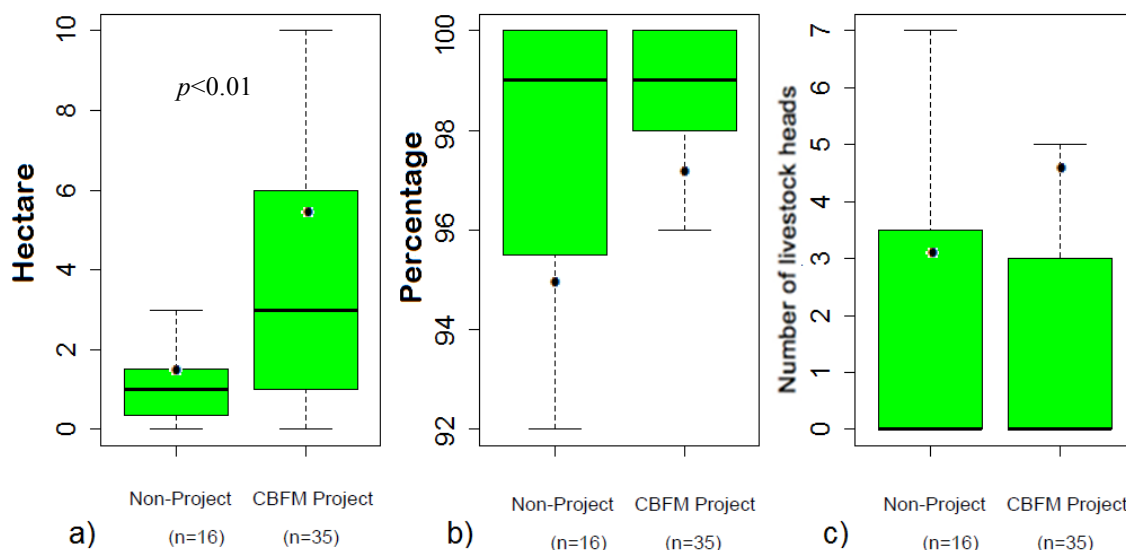 Hectare
10
8
6
4
2
0
p<0.01
Non-Project CBFM Project
a) (n=16) (n=35)
Percentage
100
98
96
94
92
Non-Project CBFM Project
b) (n=16) (n=35)
Number of livestock heads
7
6
5
4
3
2
1
0
Non-Project CBFM Project
c) (n=16) (n=35)